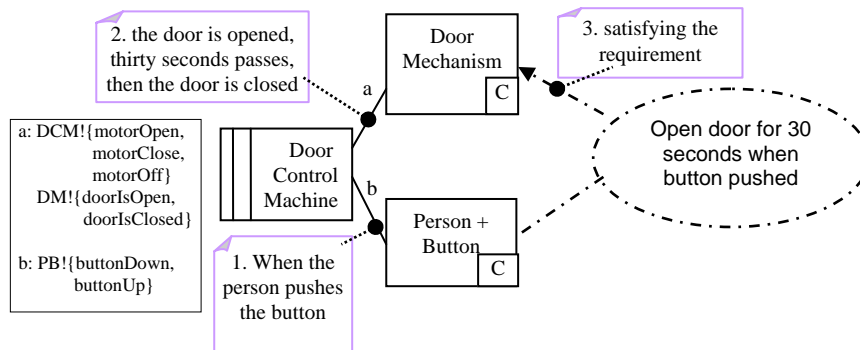 2. the door is opened,
thirty seconds passes,
then the door is closed
Door
Mechanism
C
3. satisfying the
requirement
a
a: DCM!{motorOpen,
motorClose,
motorOff}
DM!{doorIsOpen,
doorIsClosed}
b: PB!{buttonDown,
buttonUp}
Door
Control
Machine
Open door for 30
seconds when
button pushed
b
Person +
Button
C
1. When the
person pushes
the button